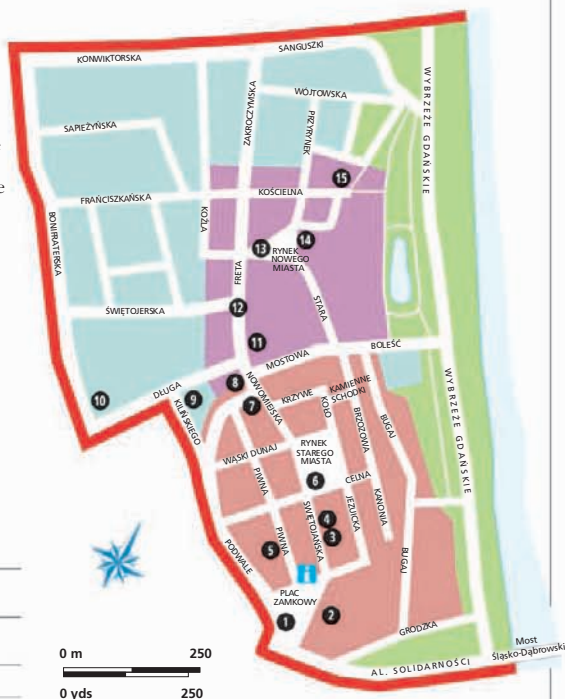 SANGUSZKI
KONWIKTORSKA
WYBRZEŻE GDAŃSKIE
ZAKROCZYMSKA
WÓJTOWSKA
PRZYRYNEK
SAPIEŻYŃSKA
15
FRAŃCISZKAŃSKA
KOŚCIELNA
BONIFRATERSKA
KOŹLA
14
13
RYNEK
NOWEGO
MIASTA
FRETA
STARA
12
ŚWIĘTOJERSKA
11
BOLEŚĆ
MOSTOWA
8
DŁUGA
9
10
KILIŃSKIEGO
NOWOMIEJSKA
7
KRZYWE
KOŁO
KAMIENNE
SCHODKI
BRZOZOWA
BUGAJ
WYBRZEŻE GDAŃSKIE
WĄSKI DUNAJ
RYNEK
STAREGO
MIASTA
PIWNA
6
CELNA
JEZUICKA
KANONIA
ŚWIĘTOJAŃSKA
4
3
PIWNA
5
PODWALE
BUGAJ
i
PLAC
ZAMKOWY
1
2
GRODZKA
Most
Śląsko-Dąbrowski
AL. SOLIDARNOŚCI
0 m 250
0 yds 250